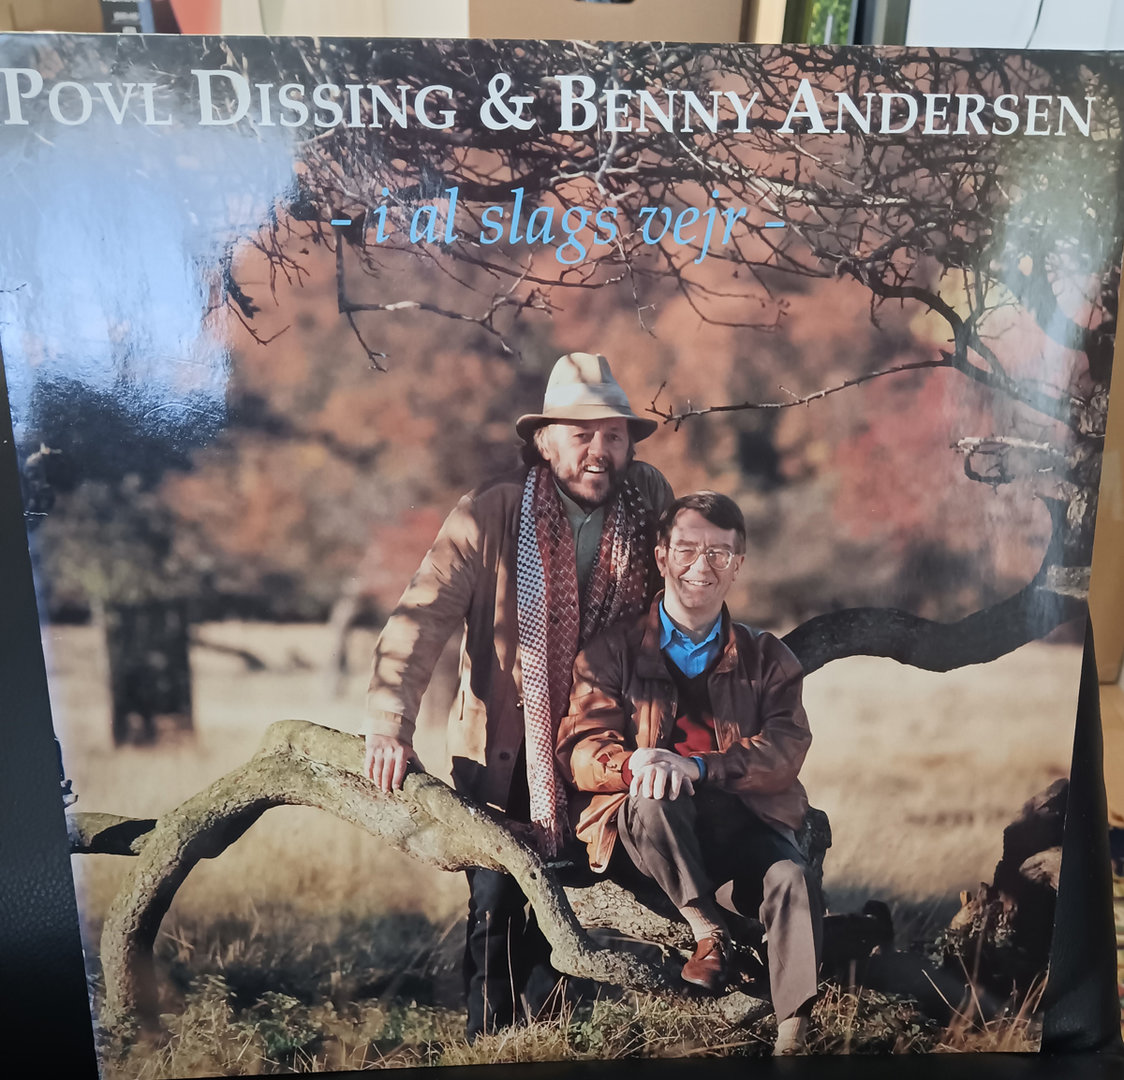 POVL DISSING & BENNY ANDERSEN
- i al slags vejr -